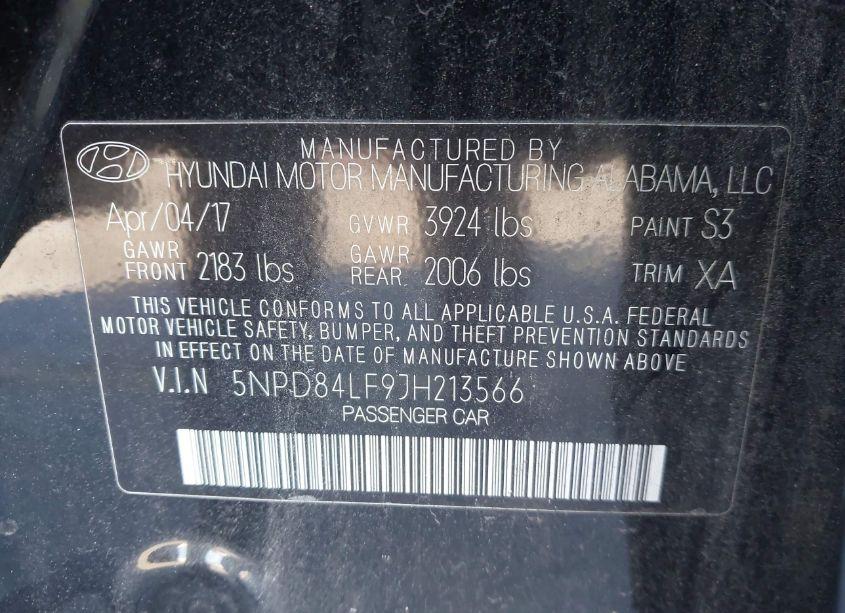 MANUFACTURED BY
HYUNDAI MOTOR MANUFACTURING ALABAMA, LLC
Apr/04/17 GVWR 3924 lbs PAINT S3
GAWR FRONT 2183 lbs GAWR REAR. 2006 lbs TRIM XA
THIS VEHICLE CONFORMS TO ALL APPLICABLE U.S.A. FEDERAL
MOTOR VEHICLE SAFETY, BUMPER, AND THEFT PREVENTION STANDARDS
IN EFFECT ON THE DATE OF MANUFACTURE SHOWN ABOVE
V.I.N 5NPD84LF9JH213566
PASSENGER CAR